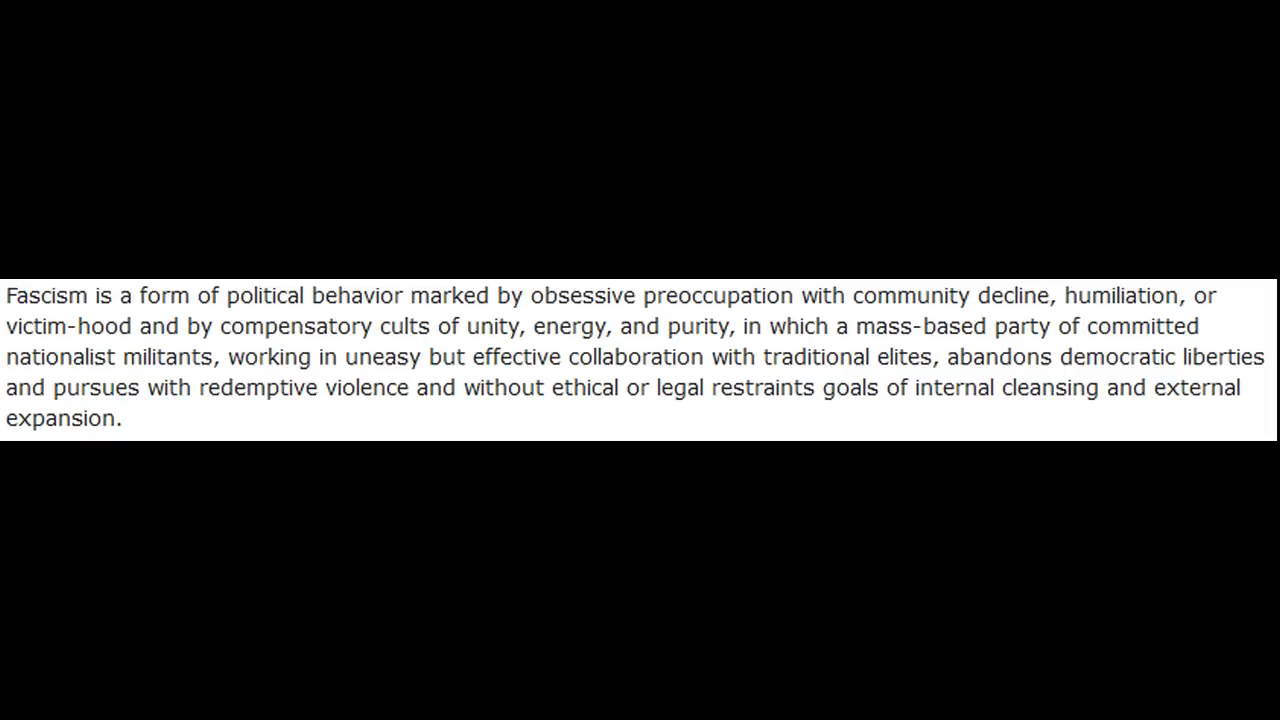 Fascism is a form of political behavior marked by obsessive preoccupation with community decline, humiliation, or
victim-hood and by compensatory cults of unity, energy, and purity, in which a mass-based party of committed
nationalist militants, working in uneasy but effective collaboration with traditional elites, abandons democratic liberties
and pursues with redemptive violence and without ethical or legal restraints goals of internal cleansing and external
expansion.